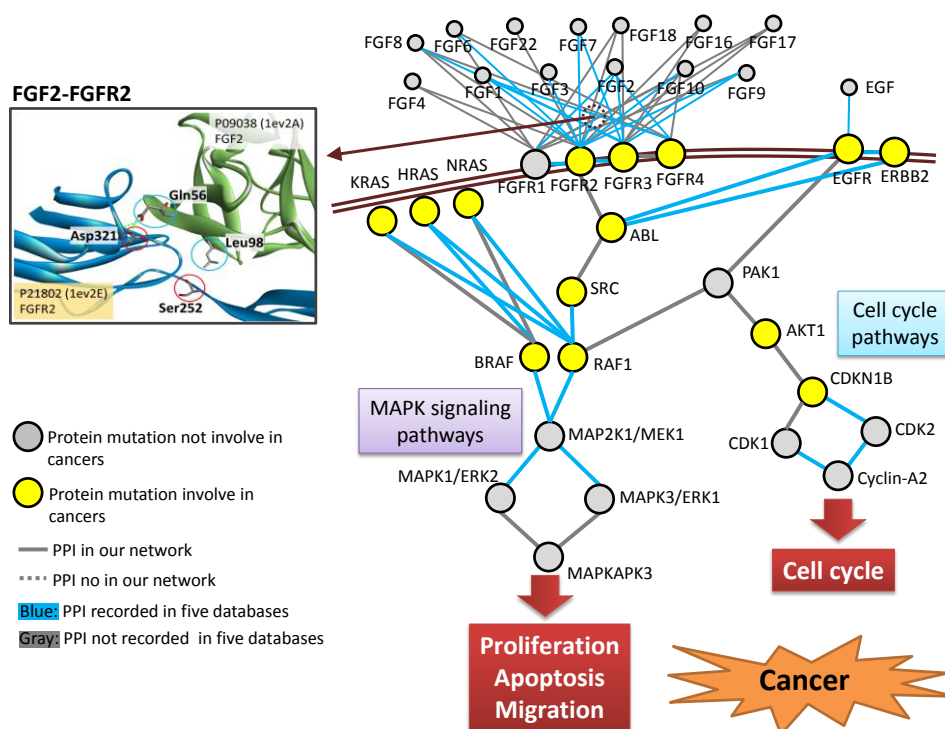 FGF8
FGF6
FGF22
FGF7
FGF18
FGF16
FGF17
FGF4
FGF1
FGF3
FGF2
FGF10
FGF9
EGF
FGF2-FGFR2
P09038 (1ev2A)
FGF2
Gln56
Asp321
Leu98
P21802 (1ev2E)
FGFR2
Ser252
KRAS
HRAS
NRAS
FGFR1
FGFR2
FGFR3
FGFR4
EGFR
ERBB2
ABL
SRC
PAK1
BRAF
RAF1
AKT1
Cell cycle
pathways
CDKN1B
MAPK signaling
pathways
MAP2K1/MEK1
CDK1
CDK2
MAPK1/ERK2
MAPK3/ERK1
Cyclin-A2
MAPKAPK3
Protein mutation not involve in
cancers
Protein mutation involve in
cancers
PPI in our network
PPI no in our network
Blue: PPI recorded in five databases
Gray: PPI not recorded in five databases
Cell cycle
Proliferation
Apoptosis
Migration
Cancer